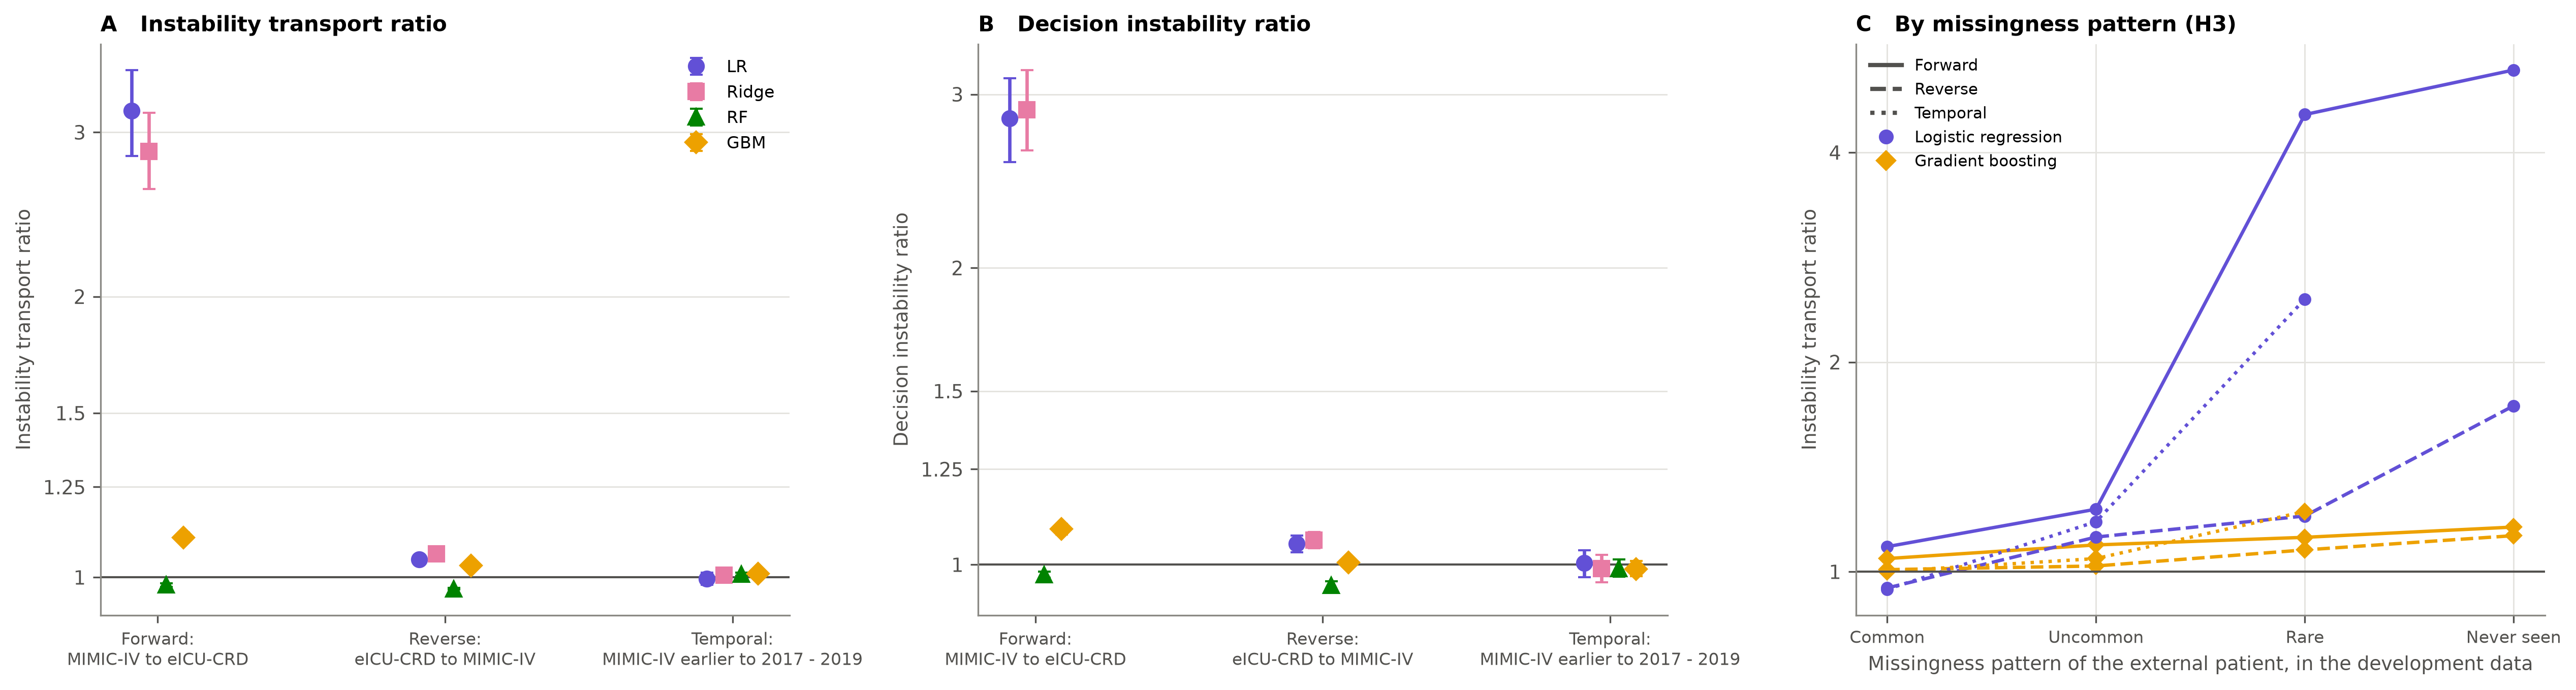 A Instability transport ratio
Instability transport ratio
3
2
1.5
1.25
1
LR
Ridge
RF
GBM
Forward:
MIMIC-IV to eICU-CRD
Reverse:
eICU-CRD to MIMIC-IV
Temporal:
MIMIC-IV earlier to 2017 - 2019
B Decision instability ratio
Decision instability ratio
3
2
1.5
1.25
1
Forward:
MIMIC-IV to eICU-CRD
Reverse:
eICU-CRD to MIMIC-IV
Temporal:
MIMIC-IV earlier to 2017 - 2019
C By missingness pattern (H3)
Instability transport ratio
4
2
1
Forward
Reverse
Temporal
Logistic regression
Gradient boosting
Common
Uncommon
Rare
Never seen
Missingness pattern of the external patient, in the development data